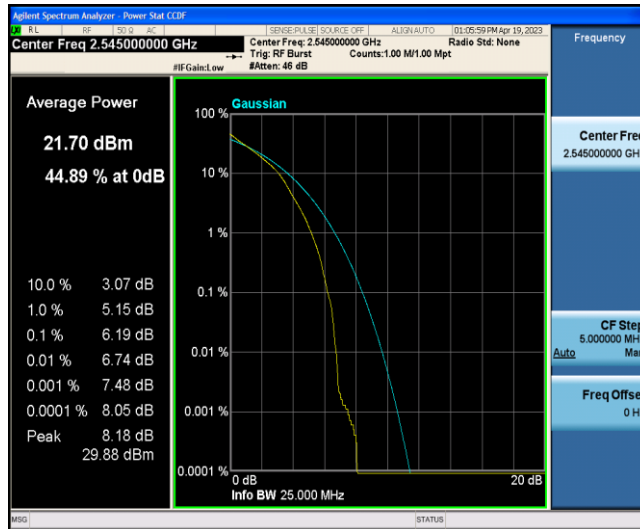 Agilent Spectrum Analyzer - Power Stat CCDF
RL RF 50 Ω AC SENSE:PULSE SOURCE OFF ALIGN AUTO 01:05:59 PM Apr 19, 2023
Center Freq 2.545000000 GHz
Center Freq: 2.545000000 GHz Radio Std: None
Trig: RF Burst Counts:1.00 M/1.00 Mpt
#IFGain:Low #Atten: 46 dB
Frequency
Average Power
21.70 dBm
44.89 % at 0dB
10.0 % 3.07 dB
1.0 % 5.15 dB
0.1 % 6.19 dB
0.01 % 6.74 dB
0.001 % 7.48 dB
0.0001 % 8.05 dB
Peak 8.18 dB
29.88 dBm
Gaussian
100 %
10 %
1 %
0.1 %
0.01 %
0.001 %
0.0001 %
0 dB 20 dB
Info BW 25.000 MHz
Center Freq
2.545000000 GH
CF Step
5.000000 MH
Auto Ma
Freq Offse
0 H
MSG STATUS